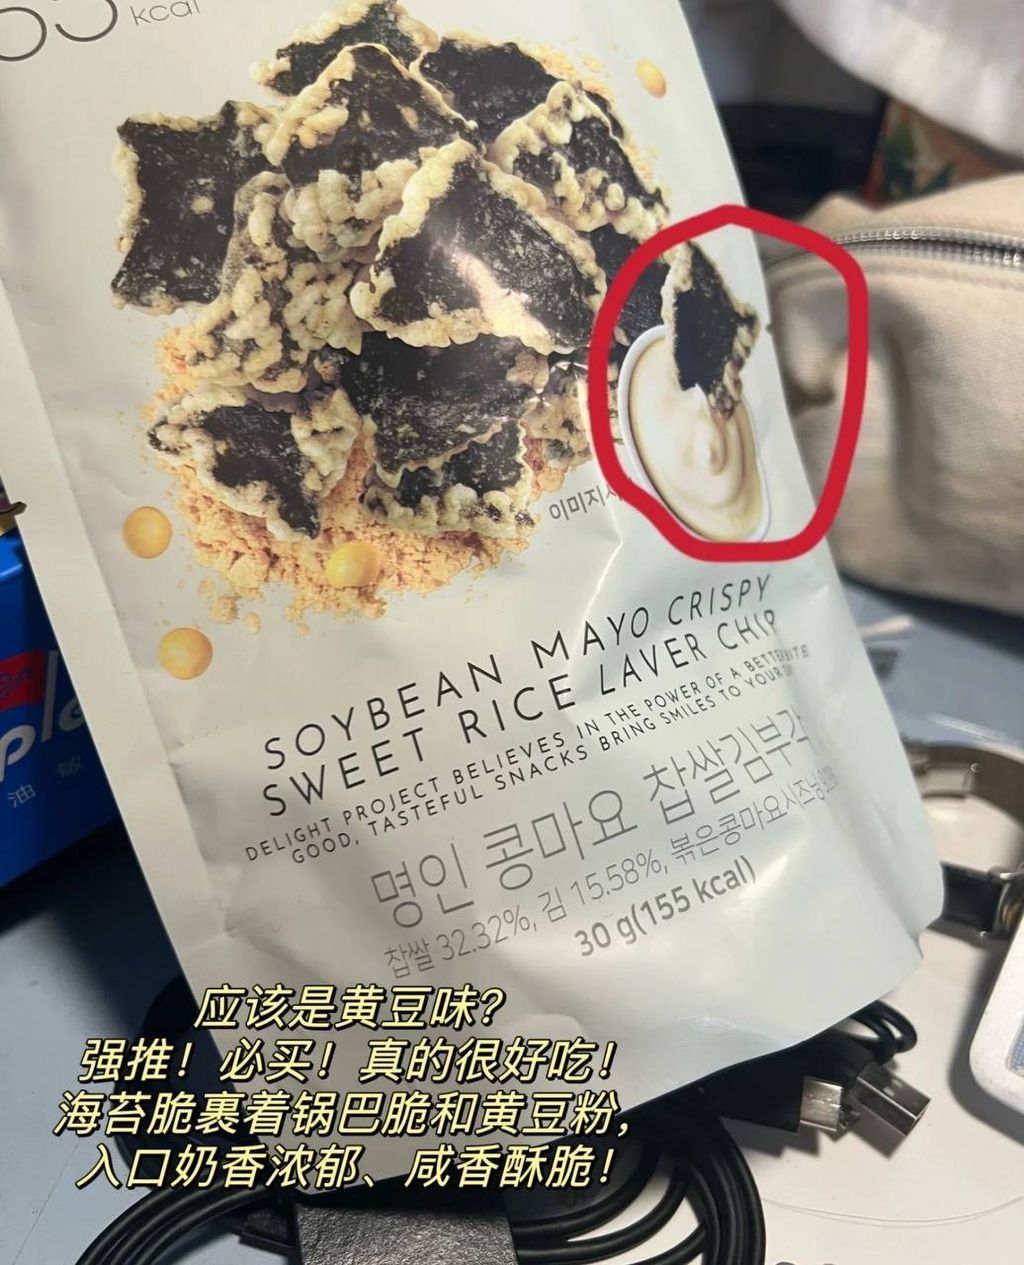 kcal
이미지
SOYBEAN MAYO CRISPY
SWEET RICE LAVER CHIP
DELIGHT PROJECT BELIEVES IN THE POWER OF A BETTER BITE
GOOD, TASTEFUL SNACKS BRING SMILES TO YOUR
명인 콩마요 찹쌀김부각
찹쌀 32.32%, 김 15.58%, 볶은콩마요시즈닝
30 g(155 kcal)
油
应该是黄豆味？
强推！必买！真的很好吃！
海苔脆裹着锅巴脆和黄豆粉，
入口奶香浓郁、咸香酥脆！